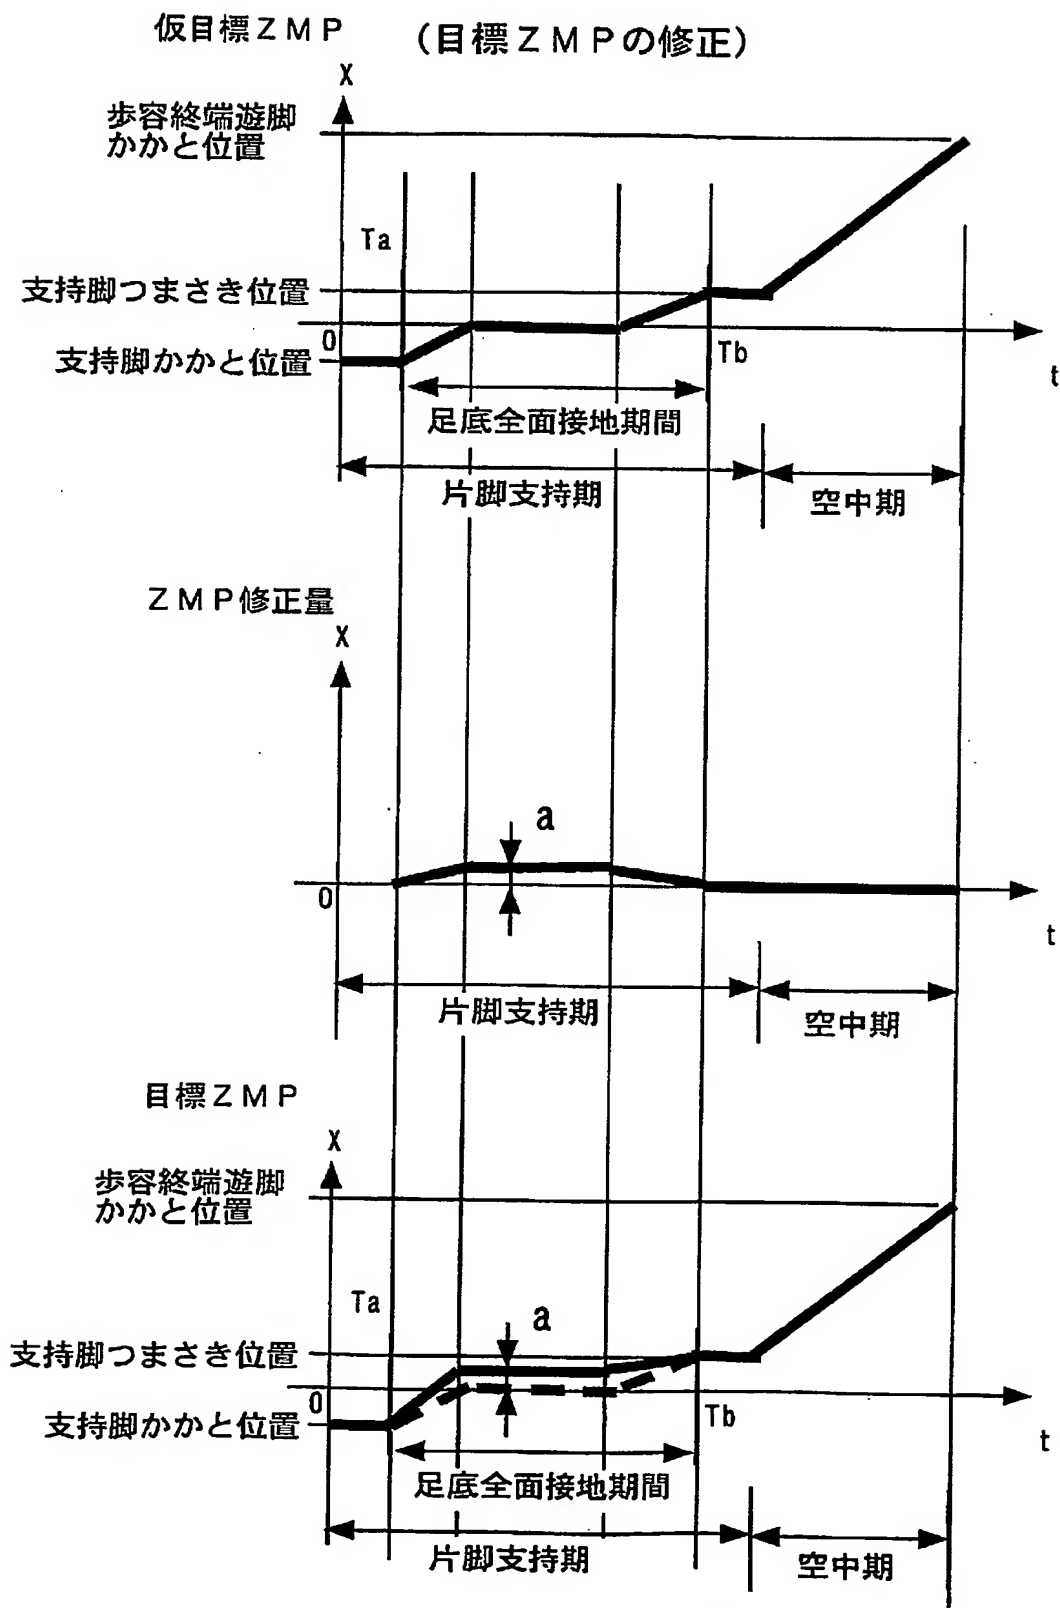 仮目標ZMP
(目標ZMPの修正)
X
歩容終端遊脚
かかと位置
Ta
支持脚つまさき位置
0
支持脚かかと位置
Tb
t
足底全面接地期間
片脚支持期
空中期
ZMP修正量
X
a
0
t
片脚支持期
空中期
目標ZMP
X
歩容終端遊脚
かかと位置
Ta
a
支持脚つまさき位置
0
支持脚かかと位置
Tb
t
足底全面接地期間
片脚支持期
空中期